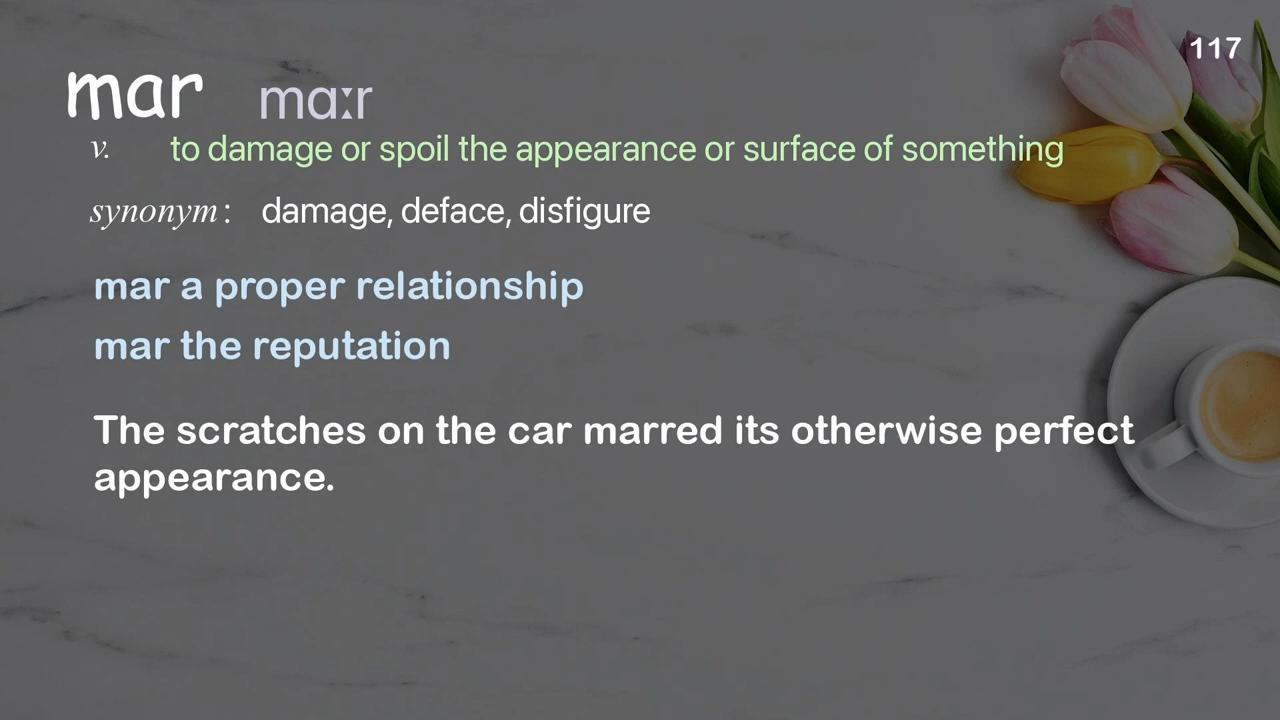 117
mar mɑːr
v. to damage or spoil the appearance or surface of something
synonym : damage, deface, disfigure
mar a proper relationship
mar the reputation
The scratches on the car marred its otherwise perfect
appearance.